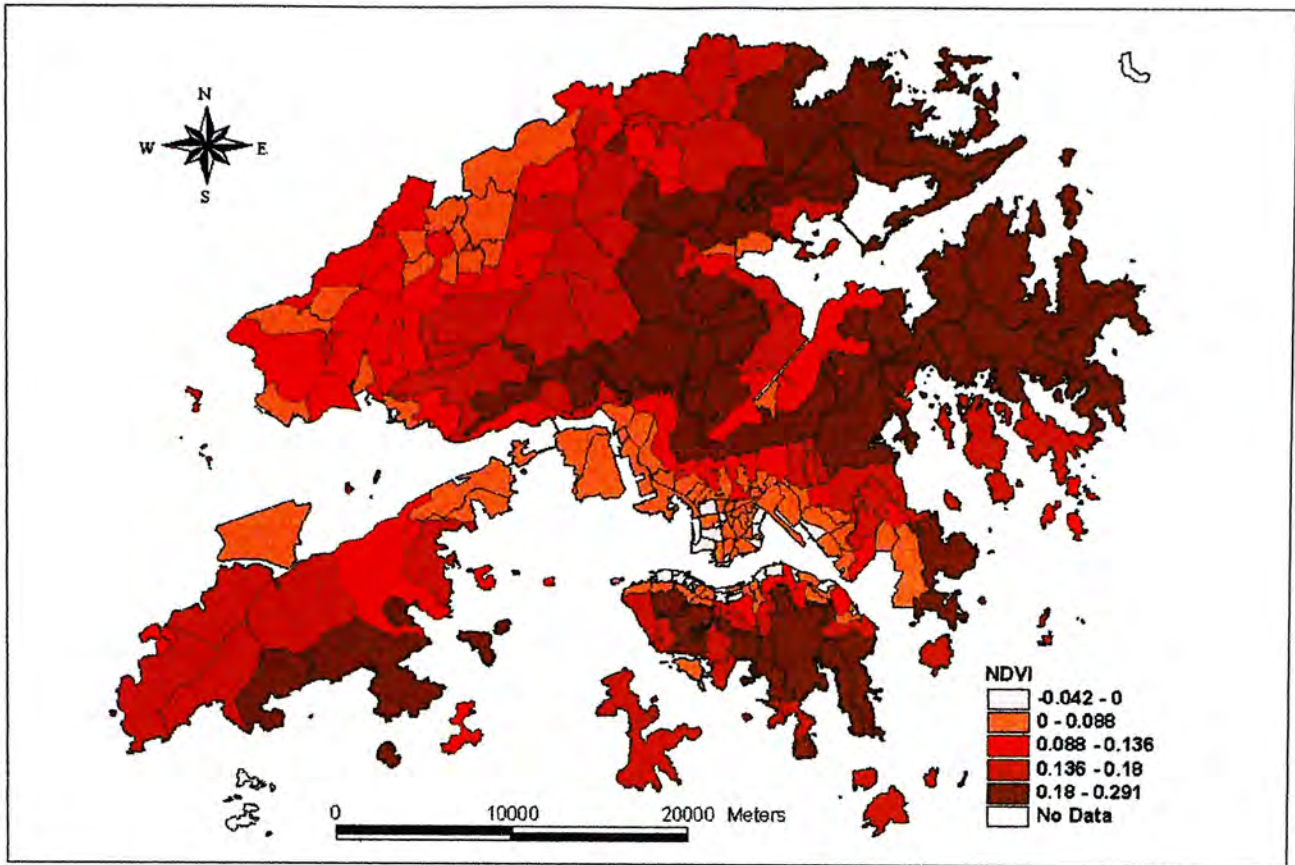 N
W E
S
NDVI
-0.042 - 0
0 - 0.088
0.088 - 0.136
0.136 - 0.18
0.18 - 0.291
No Data
0 10000 20000 Meters